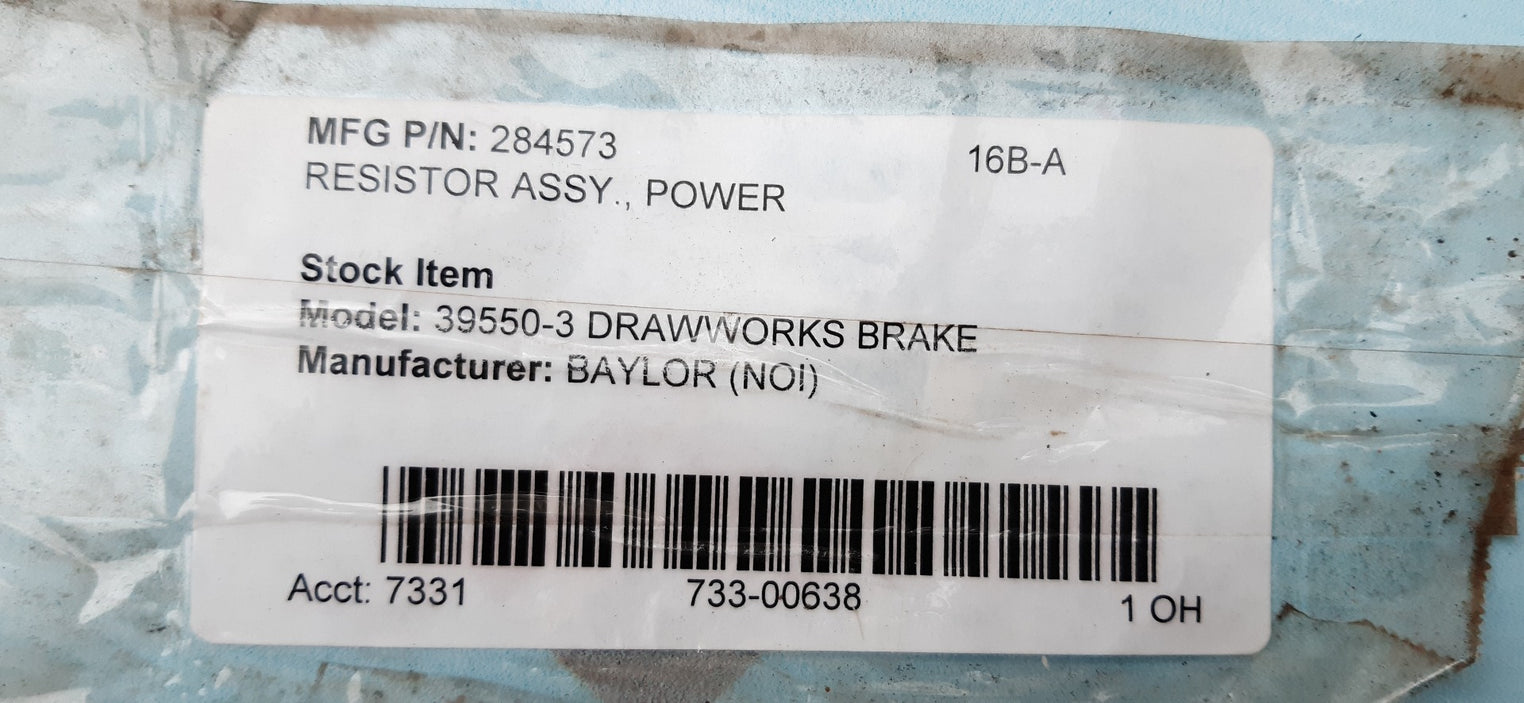 MFG P/N: 284573
16B-A
RESISTOR ASSY., POWER
Stock Item
Model: 39550-3 DRAWWORKS BRAKE
Manufacturer: BAYLOR (NOI)
Acct: 7331
733-00638
1 OH